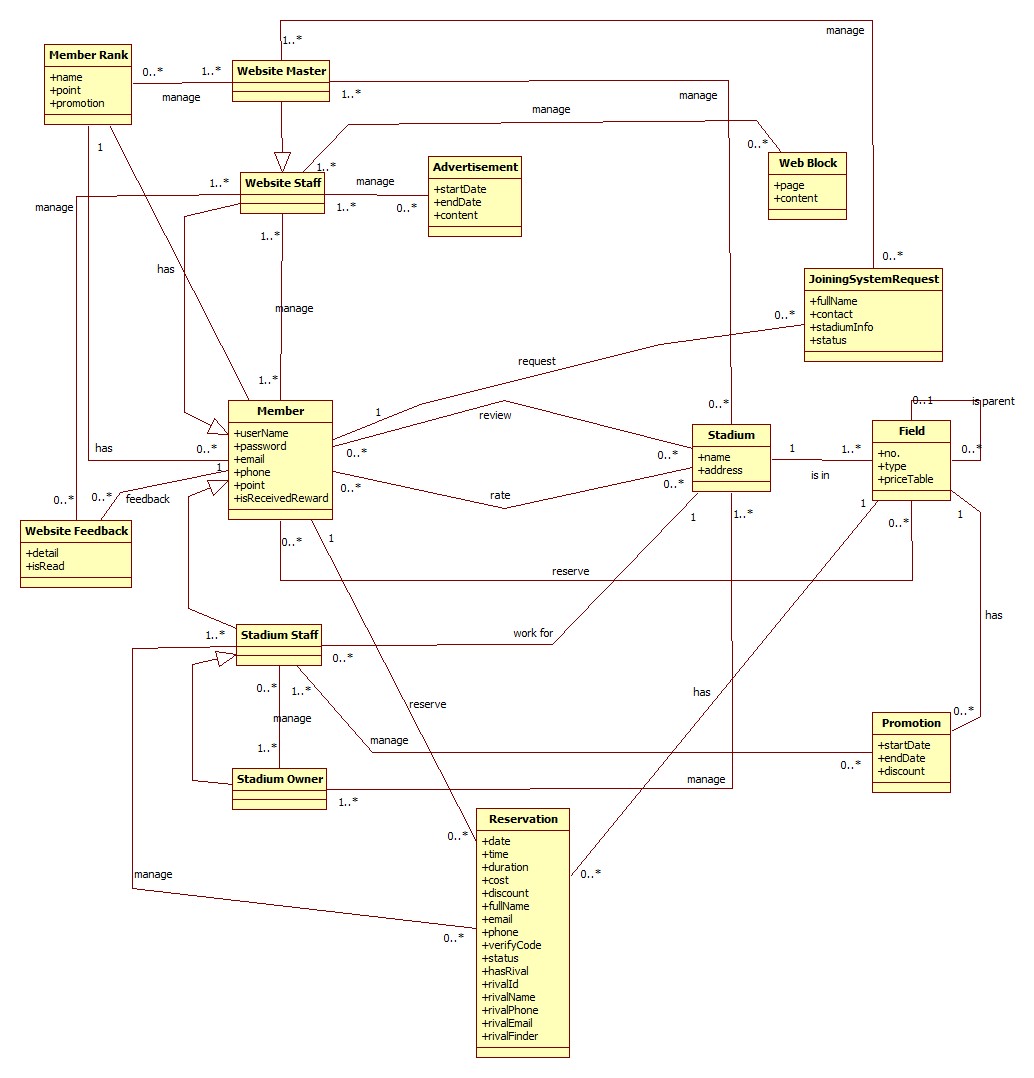 manage
1..*
Member Rank
+name
+point
+promotion
0..*
1..*
manage
Website Master
1..*
manage
manage
0..*
Web Block
+page
+content
1
1..*
Website Staff
1..*
manage
1..*
manage
0..*
Advertisement
+startDate
+endDate
+content
1..*
0..*
JoiningSystemRequest
+fullName
+contact
+stadiumInfo
+status
has
manage
0..*
request
1..*
1
review
0..*
Member
+userName
+password
+email
+phone
+point
+isReceivedReward
has
0..*
1
0..*
0..*
rate
0..*
0..*
Stadium
+name
+address
1
is in
1..*
0..1
is parent
Field
+no.
+type
+priceTable
0..*
0..*
0..*
feedback
Website Feedback
+detail
+isRead
0..*
1
1
1..*
1
0..*
1
reserve
has
1..*
Stadium Staff
0..*
work for
0..*
1..*
manage
1..*
reserve
manage
has
0..*
0..*
Promotion
+startDate
+endDate
+discount
Stadium Owner
1..*
manage
Reservation
+date
+time
+duration
+cost
+discount
+fullName
+email
+phone
+verifyCode
+status
+hasRival
+rivalId
+rivalName
+rivalPhone
+rivalEmail
+rivalFinder
0..*
0..*
manage
0..*